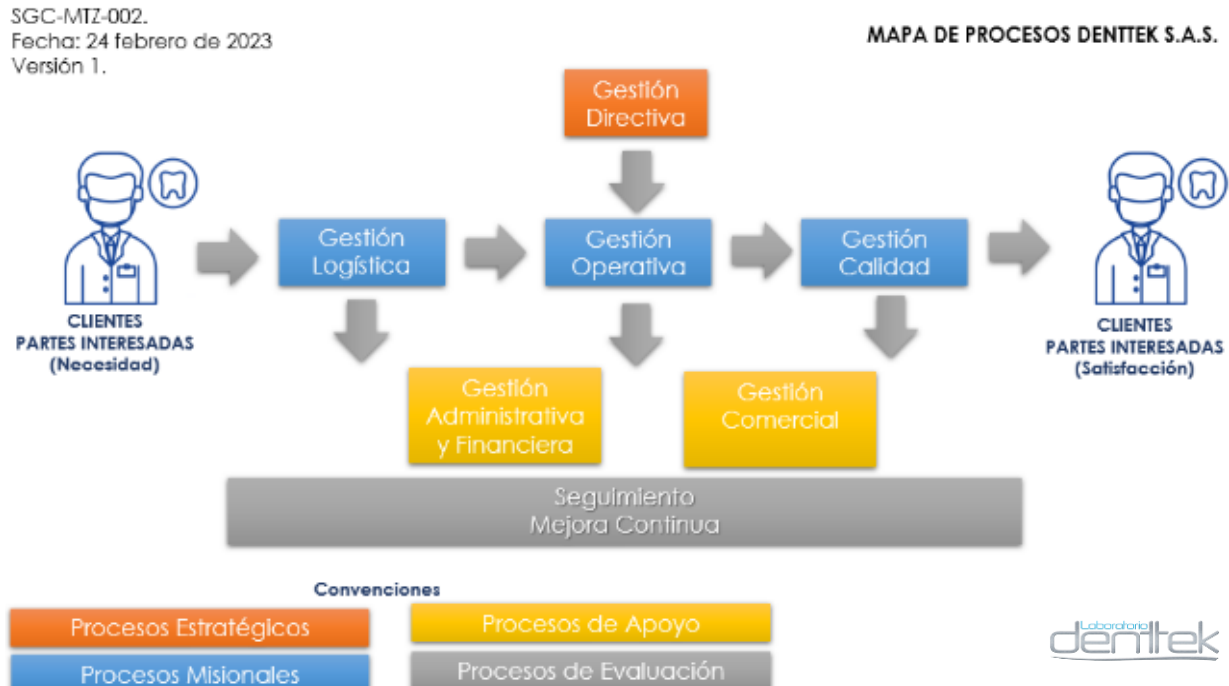 SGC-MTZ-002.
Fecha: 24 febrero de 2023
Versión 1.
MAPA DE PROCESOS DENTTEK S.A.S.
Gestión
Directiva
Gestión
Logística
Gestión
Operativa
Gestión
Calidad
CLIENTES
PARTES INTERESADAS
(Necesidad)
CLIENTES
PARTES INTERESADAS
(Satisfacción)
Gestión
Administrativa
y Financiera
Gestión
Comercial
Seguimiento
Mejora Continua
Convenciones
Procesos Estratégicos
Procesos de Apoyo
Procesos Misionales
Procesos de Evaluación
Laboratorio
denttek